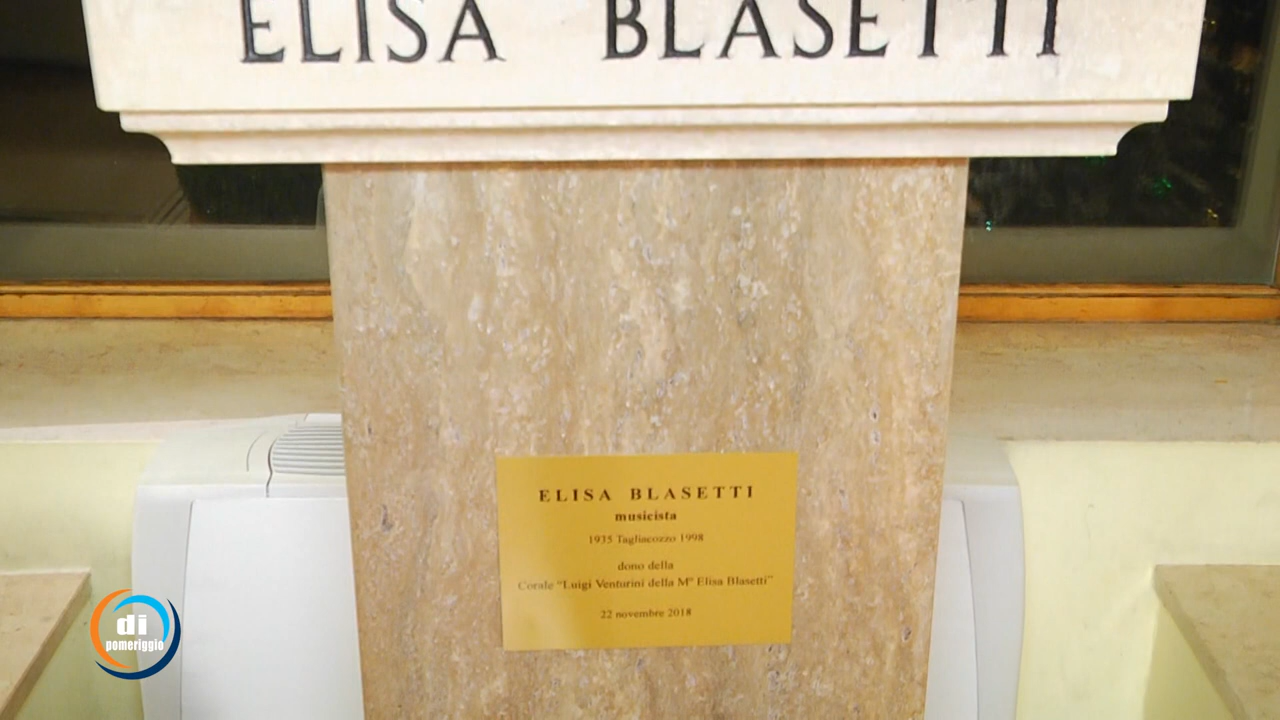 ELISA BLASETTI
ELISA BLASETTI
musicista
1935 Tagliacozzo 1998
dono della
Corale "Luigi Venturini della Mº Elisa Blasetti"
22 novembre 2018
di
pomeriggio